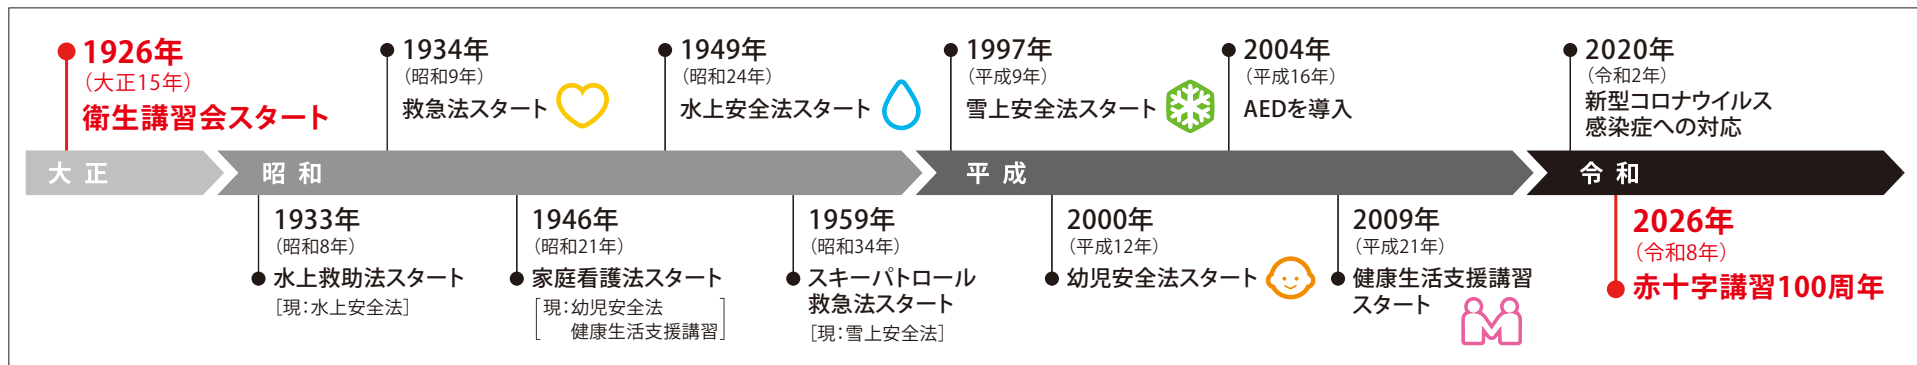 1926年
（大正15年）
衛生講習会スタート
1934年
（昭和9年）
救急法スタート
1949年
（昭和24年）
水上安全法スタート
1997年
（平成9年）
雪上安全法スタート
2004年
（平成16年）
AEDを導入
2020年
（令和2年）
新型コロナウイルス
感染症への対応
大正
昭和
平成
令和
1933年
（昭和8年）
水上救助法スタート
［現：水上安全法］
1946年
（昭和21年）
家庭看護法スタート
［現：幼児安全法
健康生活支援講習］
1959年
（昭和34年）
スキーパトロール
救急法スタート
［現：雪上安全法］
2000年
（平成12年）
幼児安全法スタート
2009年
（平成21年）
健康生活支援講習
スタート
2026年
（令和8年）
赤十字講習100周年